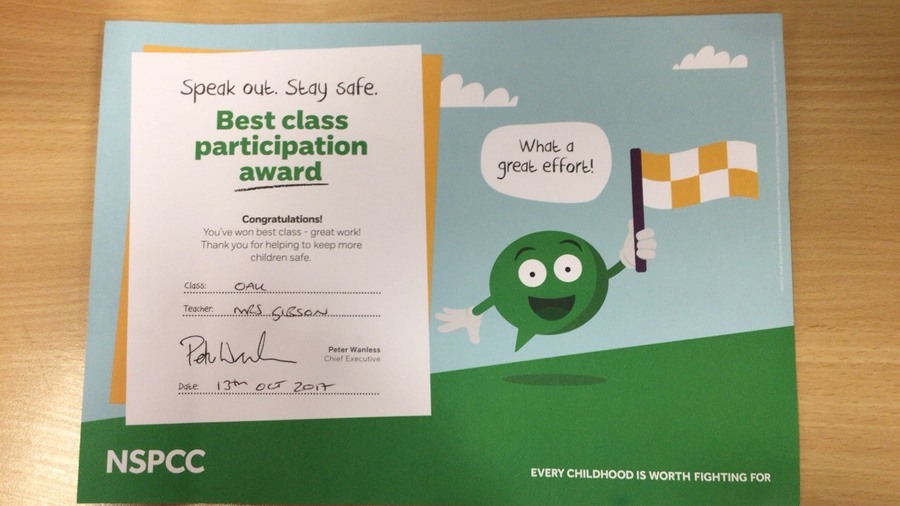 Speak out. Stay safe.
Best class
participation
award
Congratulations!
You've won best class - great work!
Thank you for helping to keep more
children safe.
Class: OAK
Teacher: MRS GIBSON
Peter Wanless
Chief Executive
Date: 13th OCT 2017
What a
great effort!
NSPCC
EVERY CHILDHOOD IS WORTH FIGHTING FOR